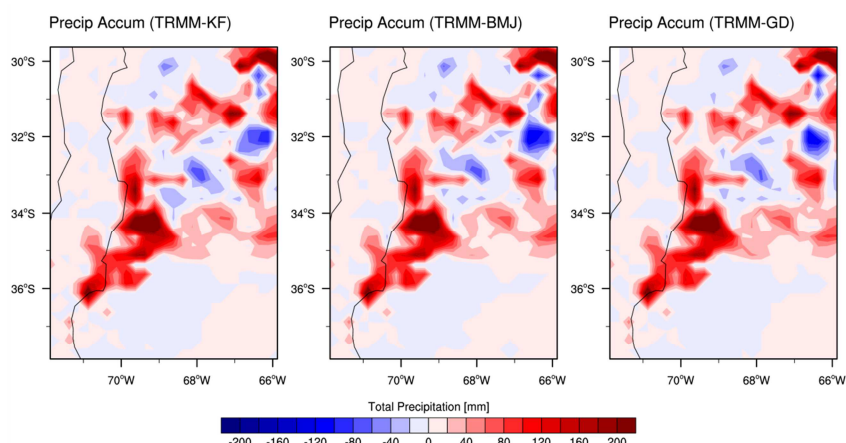 Precip Accum (TRMM-KF) Precip Accum (TRMM-BMJ) Precip Accum (TRMM-GD)
30°S 30°S 30°S
32°S 32°S 32°S
34°S 34°S 34°S
36°S 36°S 36°S
70°W 68°W 66°W 70°W 68°W 66°W 70°W 68°W 66°W
Total Precipitation [mm]
-200 -160 -120 -80 -40 0 40 80 120 160 200